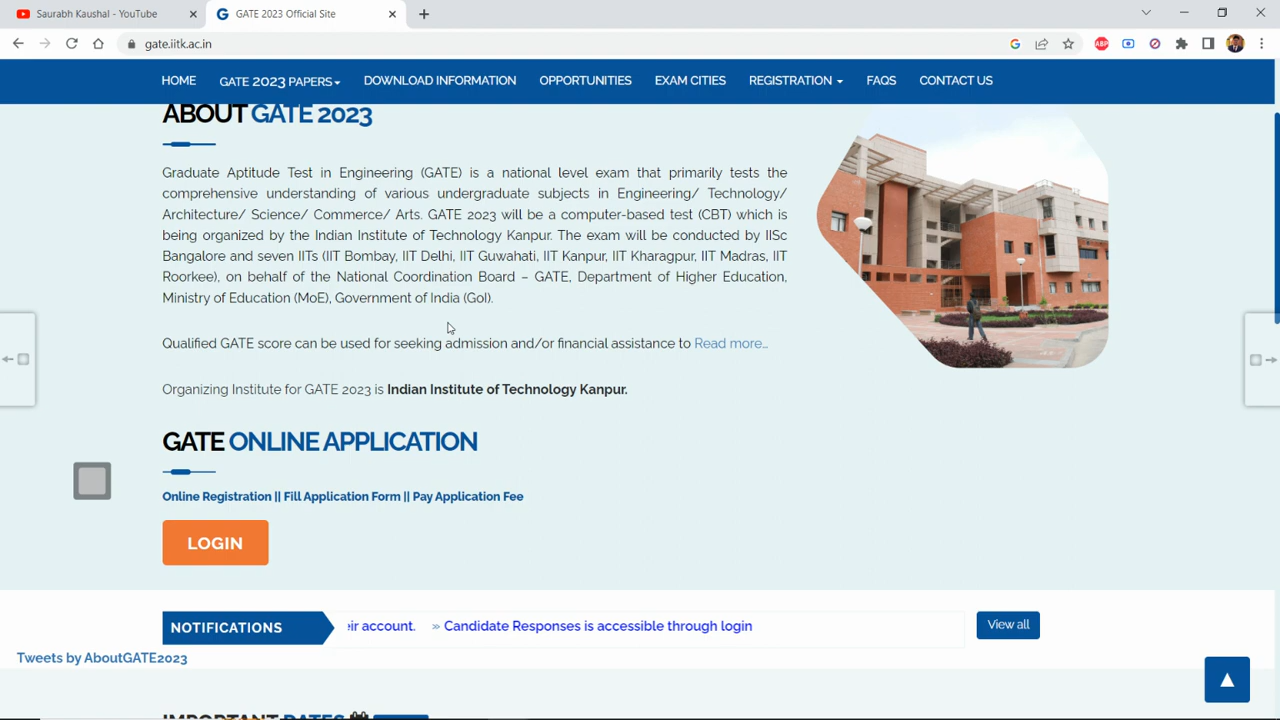 Saurabh Kaushal - YouTube
GATE 2023 Official Site
gate.iitk.ac.in
ABP
HOME
GATE 2023 PAPERS
DOWNLOAD INFORMATION
OPPORTUNITIES
EXAM CITIES
REGISTRATION
FAQS
CONTACT US
ABOUT GATE 2023
Graduate Aptitude Test in Engineering (GATE) is a national level exam that primarily tests the
comprehensive understanding of various undergraduate subjects in Engineering/ Technology/
Architecture/ Science/ Commerce/ Arts. GATE 2023 will be a computer-based test (CBT) which is
being organized by the Indian Institute of Technology Kanpur. The exam will be conducted by IISc
Bangalore and seven IITs (IIT Bombay, IIT Delhi, IIT Guwahati, IIT Kanpur, IIT Kharagpur, IIT Madras, IIT
Roorkee), on behalf of the National Coordination Board – GATE, Department of Higher Education,
Ministry of Education (MoE), Government of India (GoI).
Qualified GATE score can be used for seeking admission and/or financial assistance to Read more...
Organizing Institute for GATE 2023 is Indian Institute of Technology Kanpur.
GATE ONLINE APPLICATION
Online Registration || Fill Application Form || Pay Application Fee
LOGIN
NOTIFICATIONS
eir account. » Candidate Responses is accessible through login
View all
Tweets by AboutGATE2023
IMPORTANT DATES